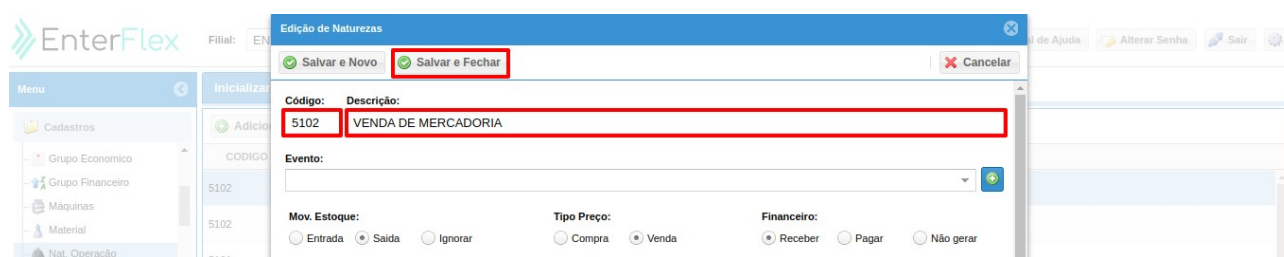 EnterFlex
Filial: EN
Edição de Naturezas
al de Ajuda Alterar Senha Sair
Salvar e Novo Salvar e Fechar Cancelar
Menu
Inicializar
Código: Descrição:
5102 VENDA DE MERCADORIA
Cadastros
Adicio
Grupo Economico
CODIGO
Evento:
Grupo Financeiro
5102
Máquinas
Mov. Estoque: Tipo Preço: Financeiro:
Material
5102
Entrada Saida Ignorar Compra Venda Receber Pagar Não gerar
Nat. Operação